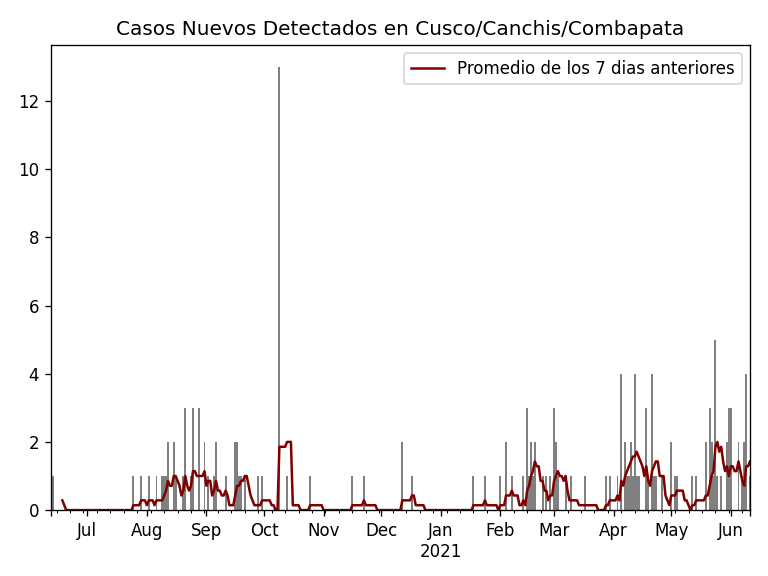 Casos Nuevos Detectados en Cusco/Canchis/Combapata
Promedio de los 7 dias anteriores
12
10
8
6
4
2
0
Jul Aug Sep Oct Nov Dec Jan Feb Mar Apr May Jun
2021